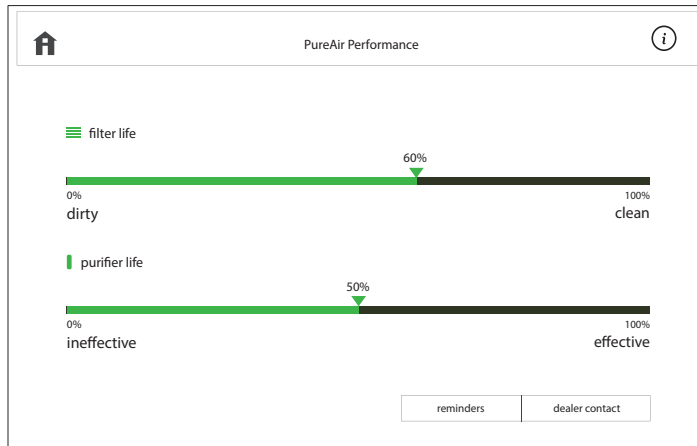 PureAir Performance
i
filter life
60%
0% 100%
dirty clean
purifier life
50%
0% 100%
ineffective effective
reminders dealer contact